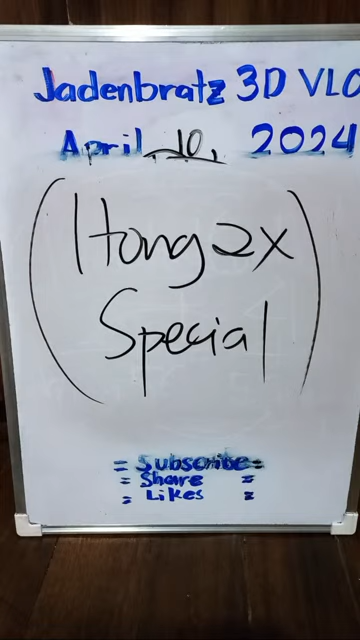 Jadenbratz 3D VLO
April, 10, 2024
(Itong 2x
Special)
= Subscribe =
= Share =
= Likes =